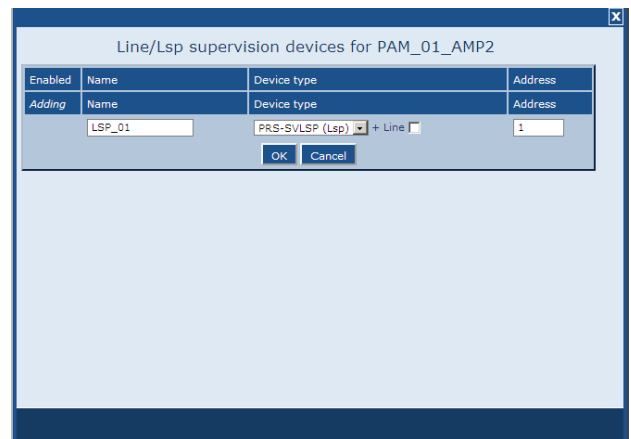 X
Line/Lsp supervision devices for PAM_01_AMP2
Enabled Name Device type Address
Adding Name Device type Address
LSP_01 PRS-SVLSP (Lsp) + Line 1
OK Cancel